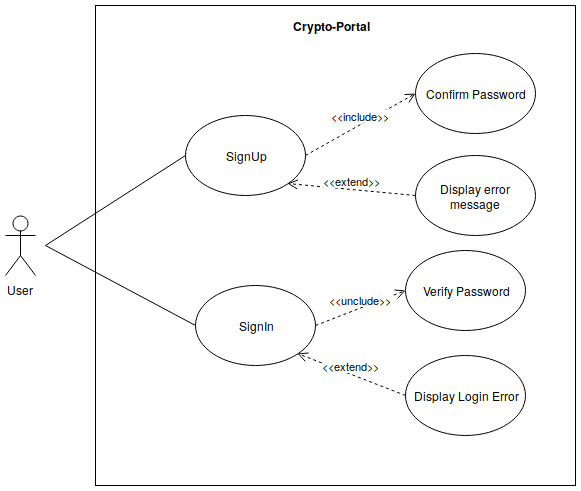 Crypto-Portal
Confirm Password
<<include>>
SignUp
<<extend>>
Display error
message
User
Verify Password
<<unclude>>
SignIn
<<extend>>
Display Login Error